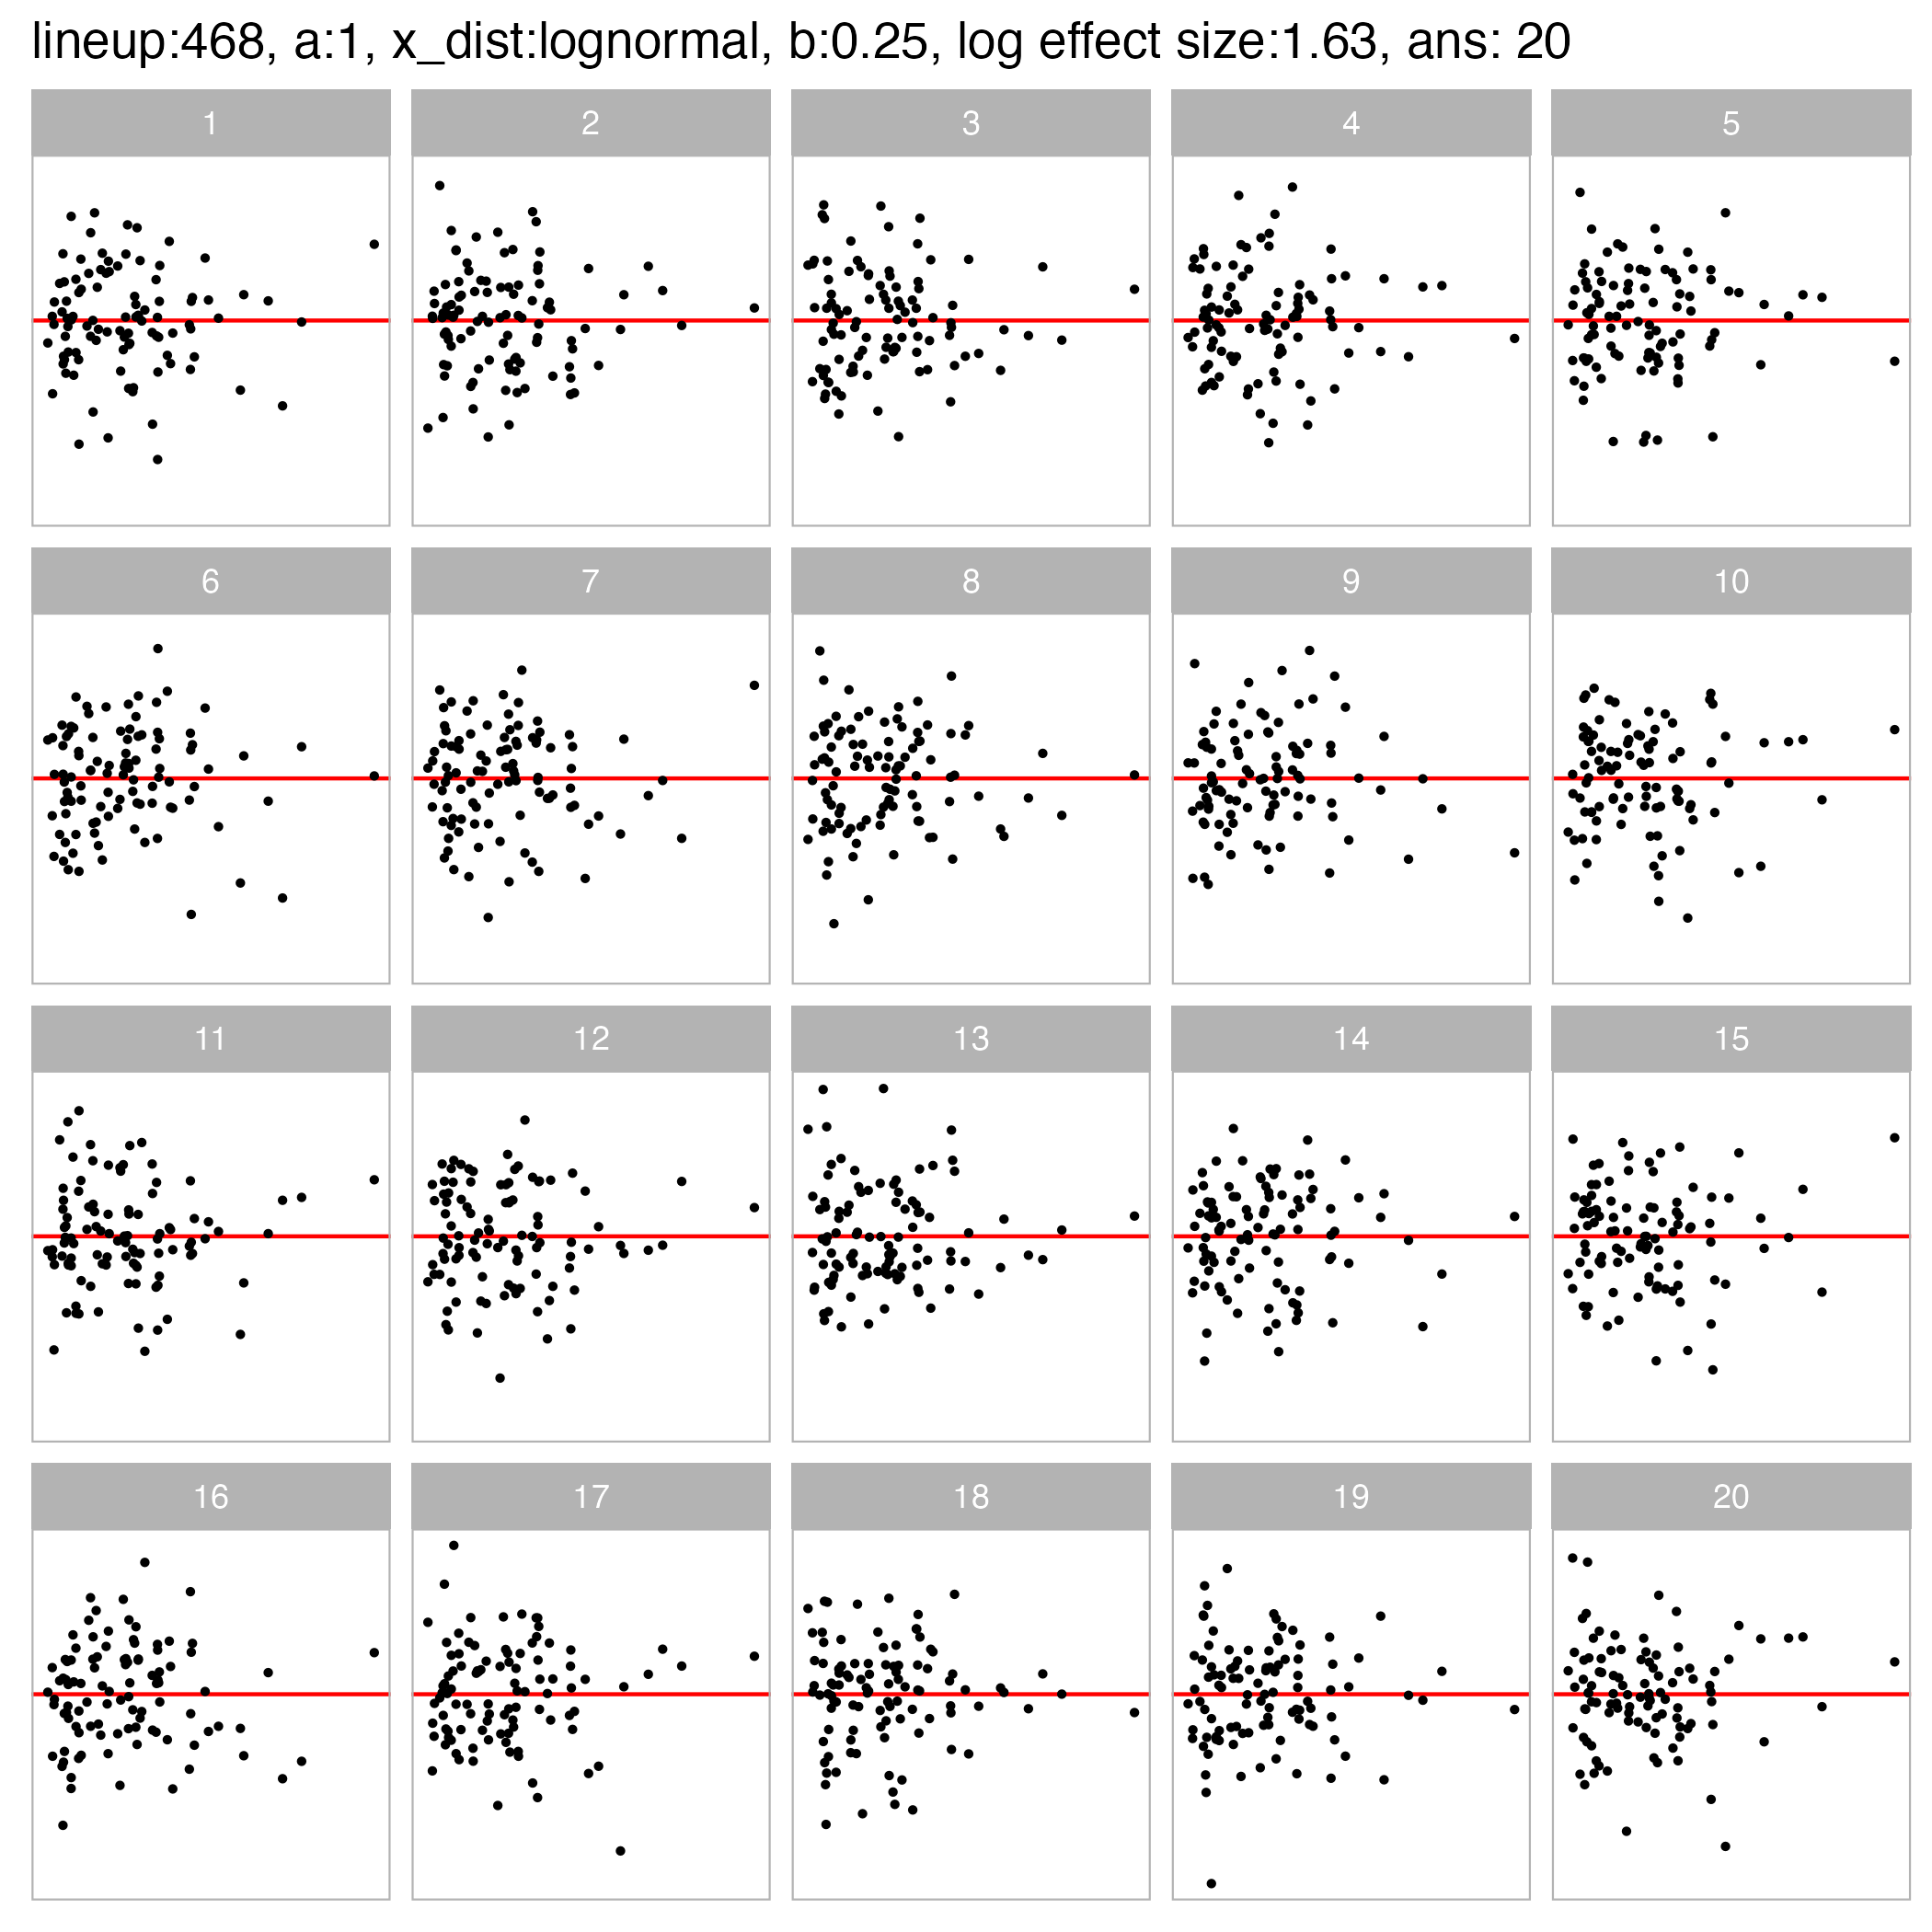 lineup:468, a:1, x_dist:lognormal, b:0.25, log effect size:1.63, ans: 20
1 2 3 4 5
6 7 8 9 10
11 12 13 14 15
16 17 18 19 20